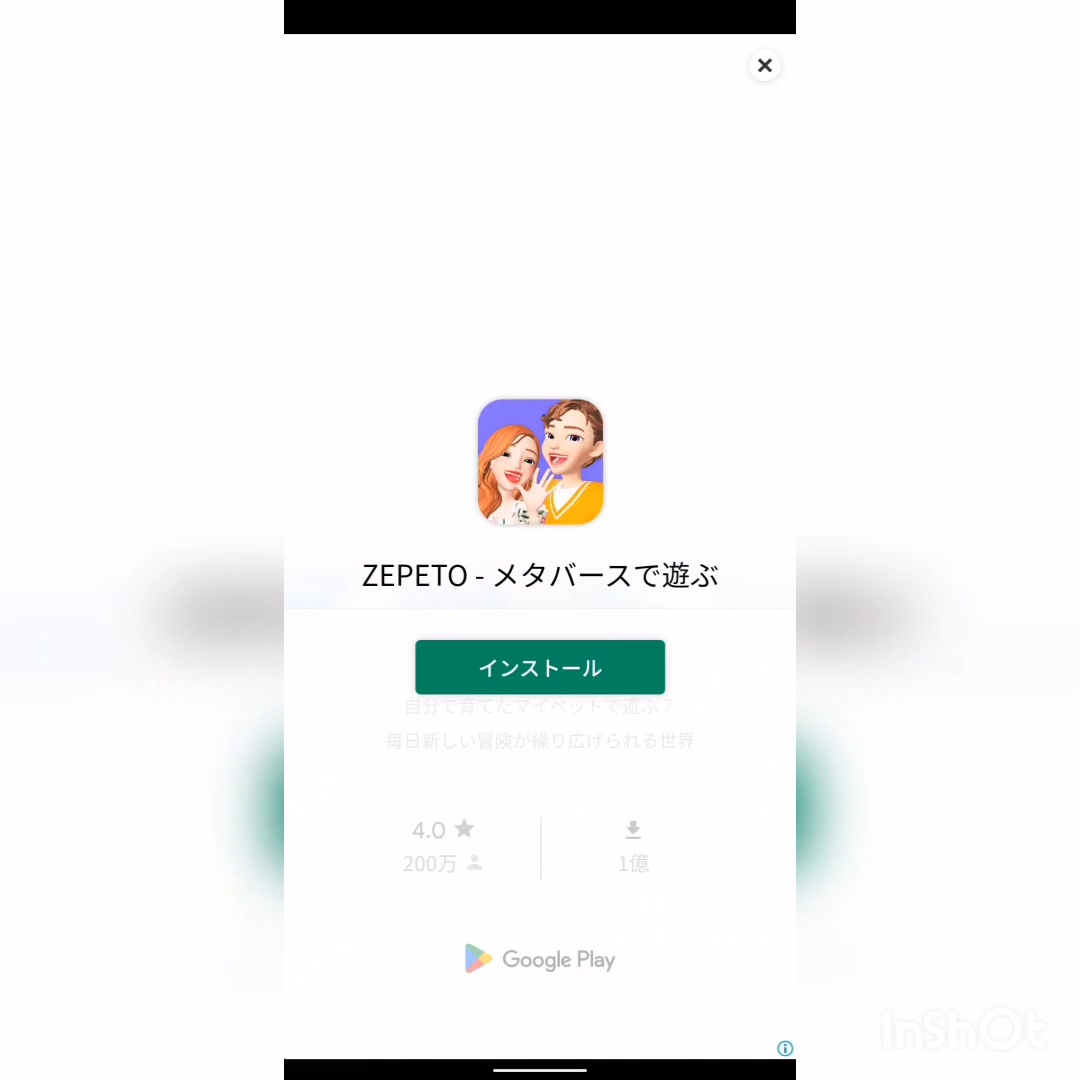 ZEPETO - メタバースで遊ぶ
インストール
自分で育てたマイペットで遊ぶ？
毎日新しい冒険が繰り広げられる世界
4.0
200万
1億
Google Play
InShOt